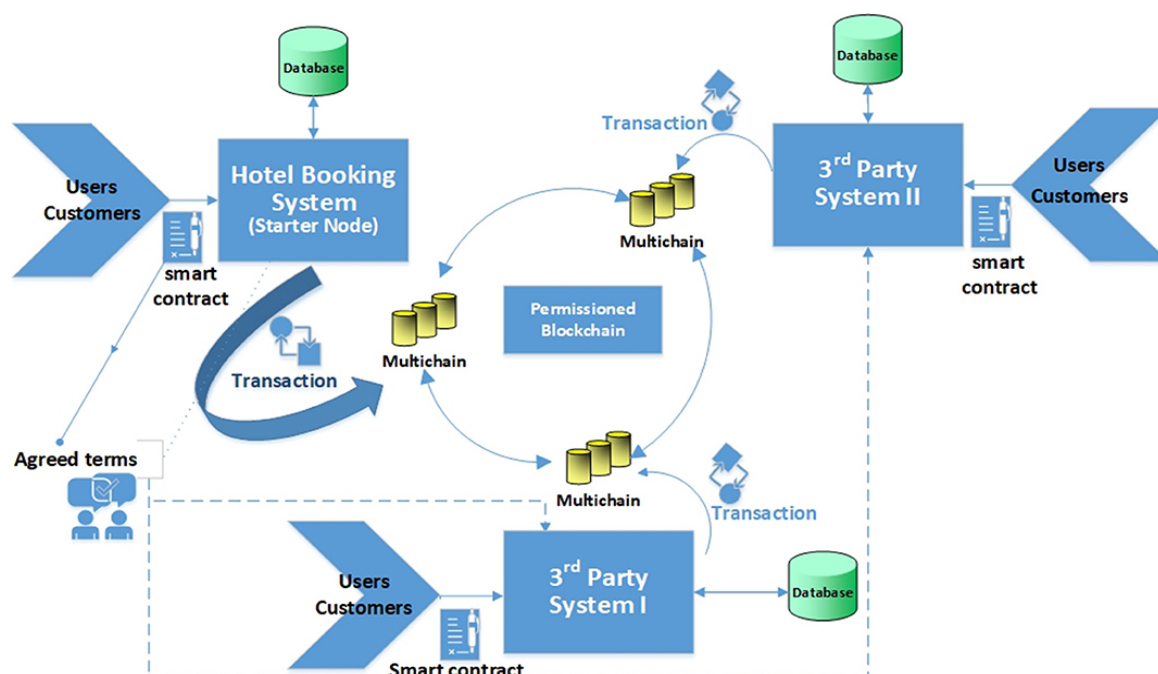 Database
Users
Customers
Hotel Booking
System
(Starter Node)
smart
contract
Transaction
Agreed terms
Database
Transaction
3rd Party
System II
Users
Customers
smart
contract
Multichain
Permissioned
Blockchain
Multichain
Multichain
Transaction
Users
Customers
3rd Party
System I
Database
Smart contract